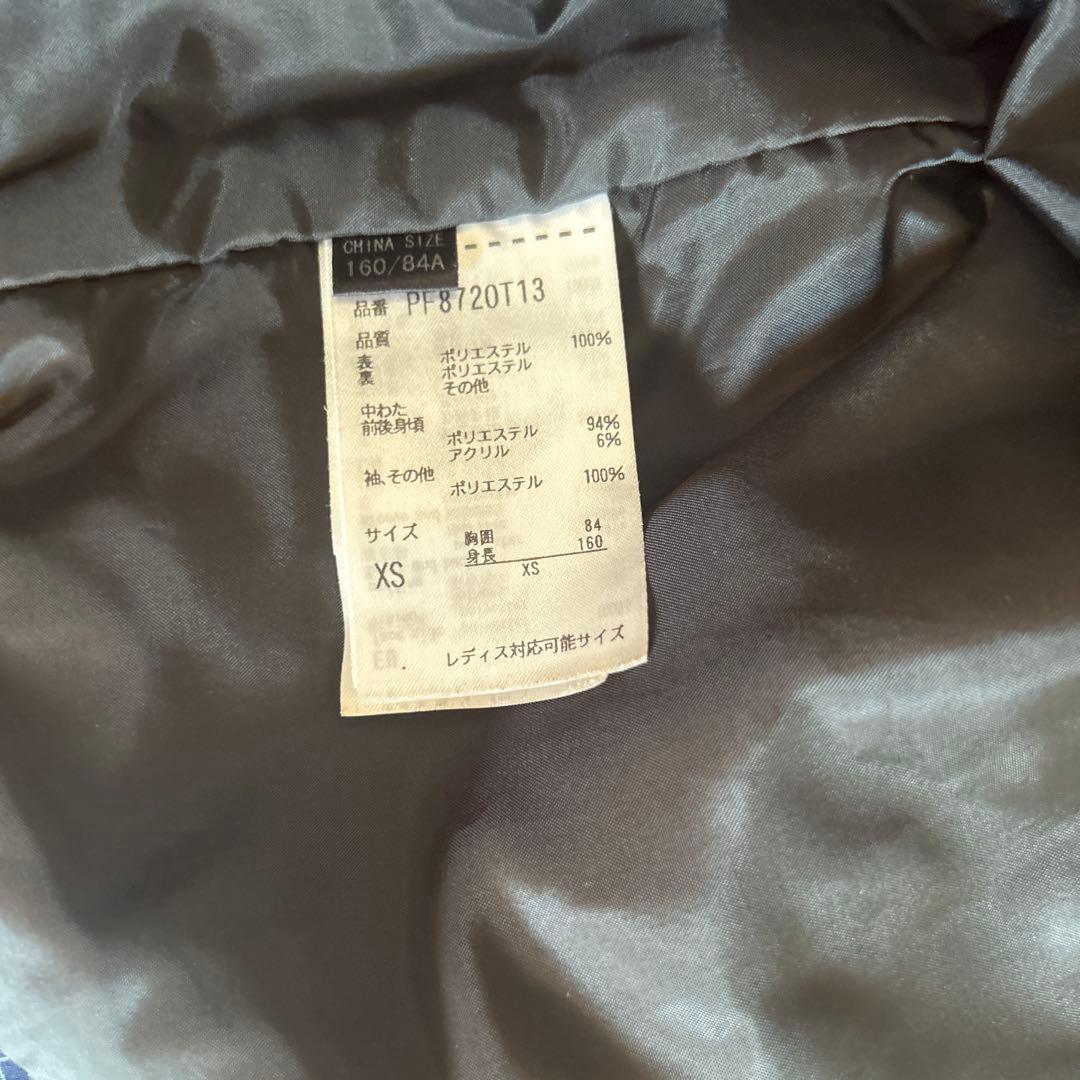 CHINA SIZE
160/84A
品番 PF8720T13
品質
表 ポリエステル 100%
裏 ポリエステル
その他
中わた
前後身頃 ポリエステル 94%
アクリル 6%
袖、その他 ポリエステル 100%
サイズ 胸囲 84
身長 160
XS XS
レディス対応可能サイズ